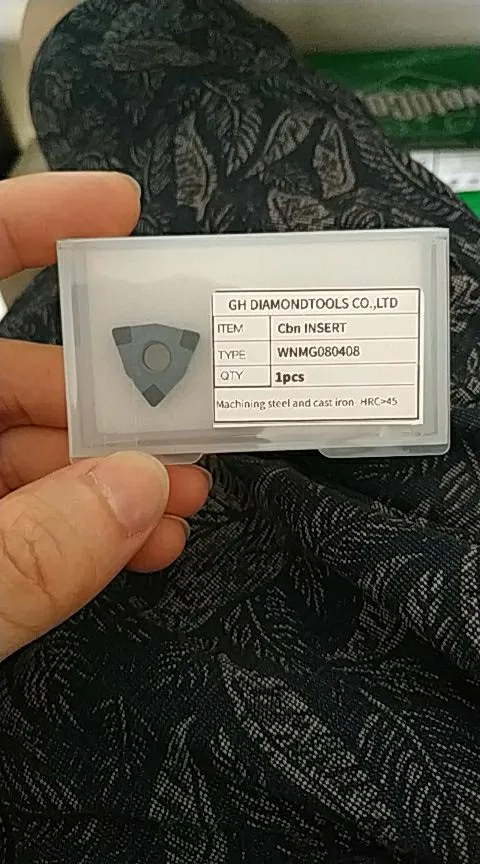 GH DIAMONDTOOLS CO.,LTD
ITEM Cbn INSERT
TYPE WNMG080408
QTY 1pcs
Machining steel and cast iron HRC>45